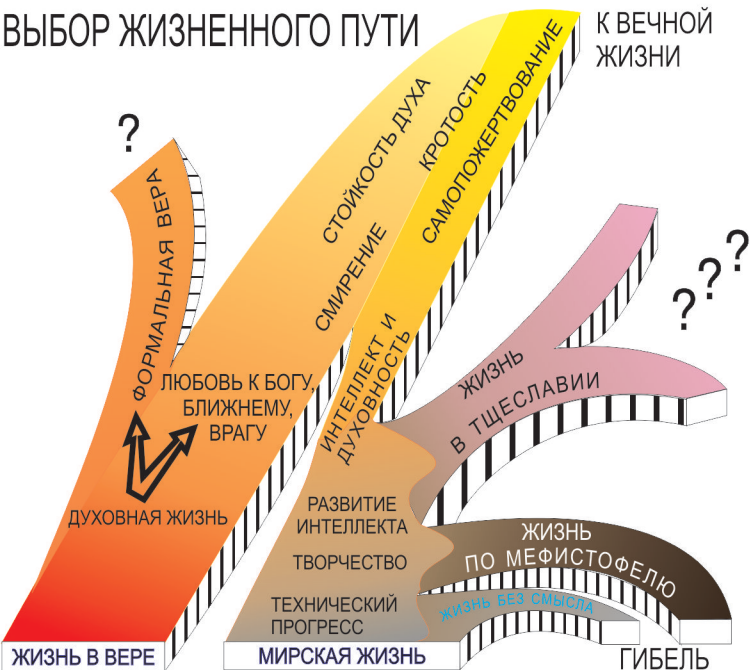 ВЫБОР ЖИЗНЕННОГО ПУТИ
К ВЕЧНОЙ
ЖИЗНИ
?
ФОРМАЛЬНАЯ ВЕРА
СТОЙКОСТЬ ДУХА
КРОТОСТЬ
САМОПОЖЕРТВОВАНИЕ
СМИРЕНИЕ
ЛЮБОВЬ К БОГУ,
БЛИЖНЕМУ,
ВРАГУ
ДУХОВНАЯ ЖИЗНЬ
ИНТЕЛЛЕКТ И
ДУХОВНОСТЬ
ЖИЗНЬ
В ТЩЕСЛАВИИ
???
РАЗВИТИЕ
ИНТЕЛЛЕКТА
ТВОРЧЕСТВО
ТЕХНИЧЕСКИЙ
ПРОГРЕСС
ЖИЗНЬ
ПО МЕФИСТОФЕЛЮ
ЖИЗНЬ БЕЗ СМЫСЛА
ЖИЗНЬ В ВЕРЕ
МИРСКАЯ ЖИЗНЬ
ГИБЕЛЬ